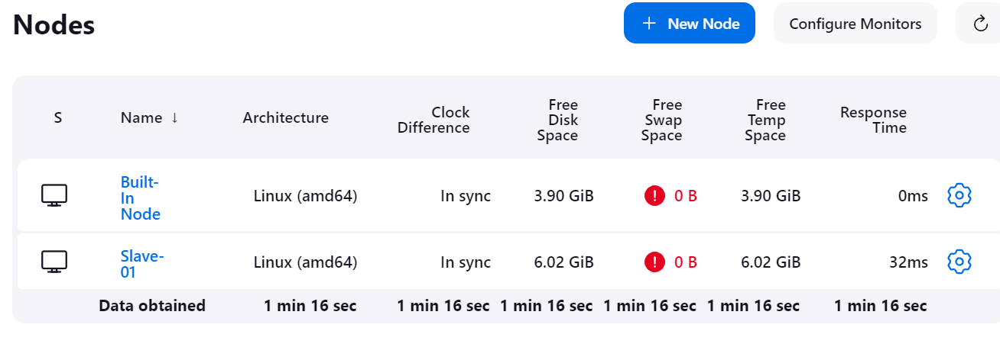 Nodes
+ New Node
Configure Monitors
S
Name ↓
Architecture
Clock
Difference
Free
Disk
Space
Free
Swap
Space
Free
Temp
Space
Response
Time
Built-
In
Node
Linux (amd64)
In sync
3.90 GiB
! 0 B
3.90 GiB
0ms
Slave-
01
Linux (amd64)
In sync
6.02 GiB
! 0 B
6.02 GiB
32ms
Data obtained
1 min 16 sec
1 min 16 sec
1 min 16 sec
1 min 16 sec
1 min 16 sec
1 min 16 sec